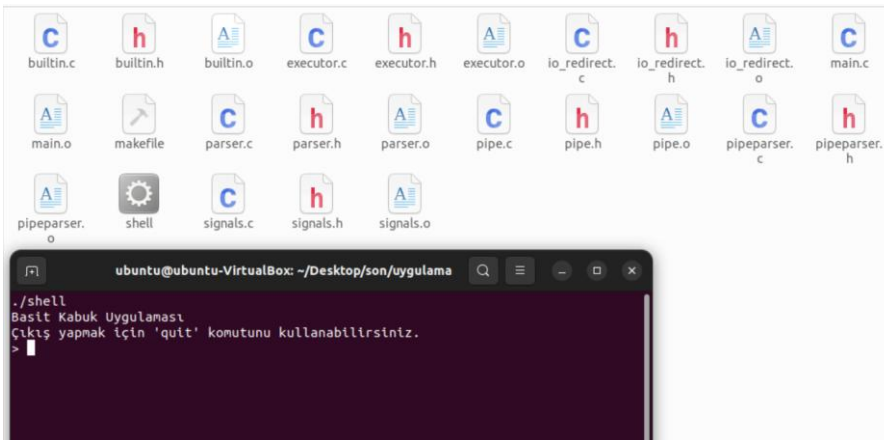 builtin.c builtin.h builtin.o executor.c executor.h executor.o io_redirect.c io_redirect.h io_redirect.o main.c
main.o makefile parser.c parser.h parser.o pipe.c pipe.h pipe.o pipeparser.c pipeparser.h
pipeparser.o shell signals.c signals.h signals.o
ubuntu@ubuntu-VirtualBox: ~/Desktop/son/uygulama
./shell
Basit Kabuk Uygulaması
Çıkış yapmak için 'quit' komutunu kullanabilirsiniz.
>